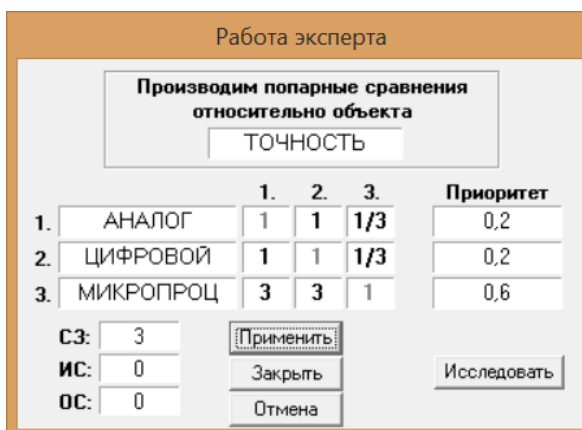 Работа эксперта
Производим попарные сравнения
относительно объекта
ТОЧНОСТЬ
1. 2. 3. Приоритет
1. АНАЛОГ 1 1 1/3 0,2
2. ЦИФРОВОЙ 1 1 1/3 0,2
3. МИКРОПРОЦ 3 3 1 0,6
СЗ: 3 Применить
ИС: 0 Закрыть Исследовать
ОС: 0 Отмена